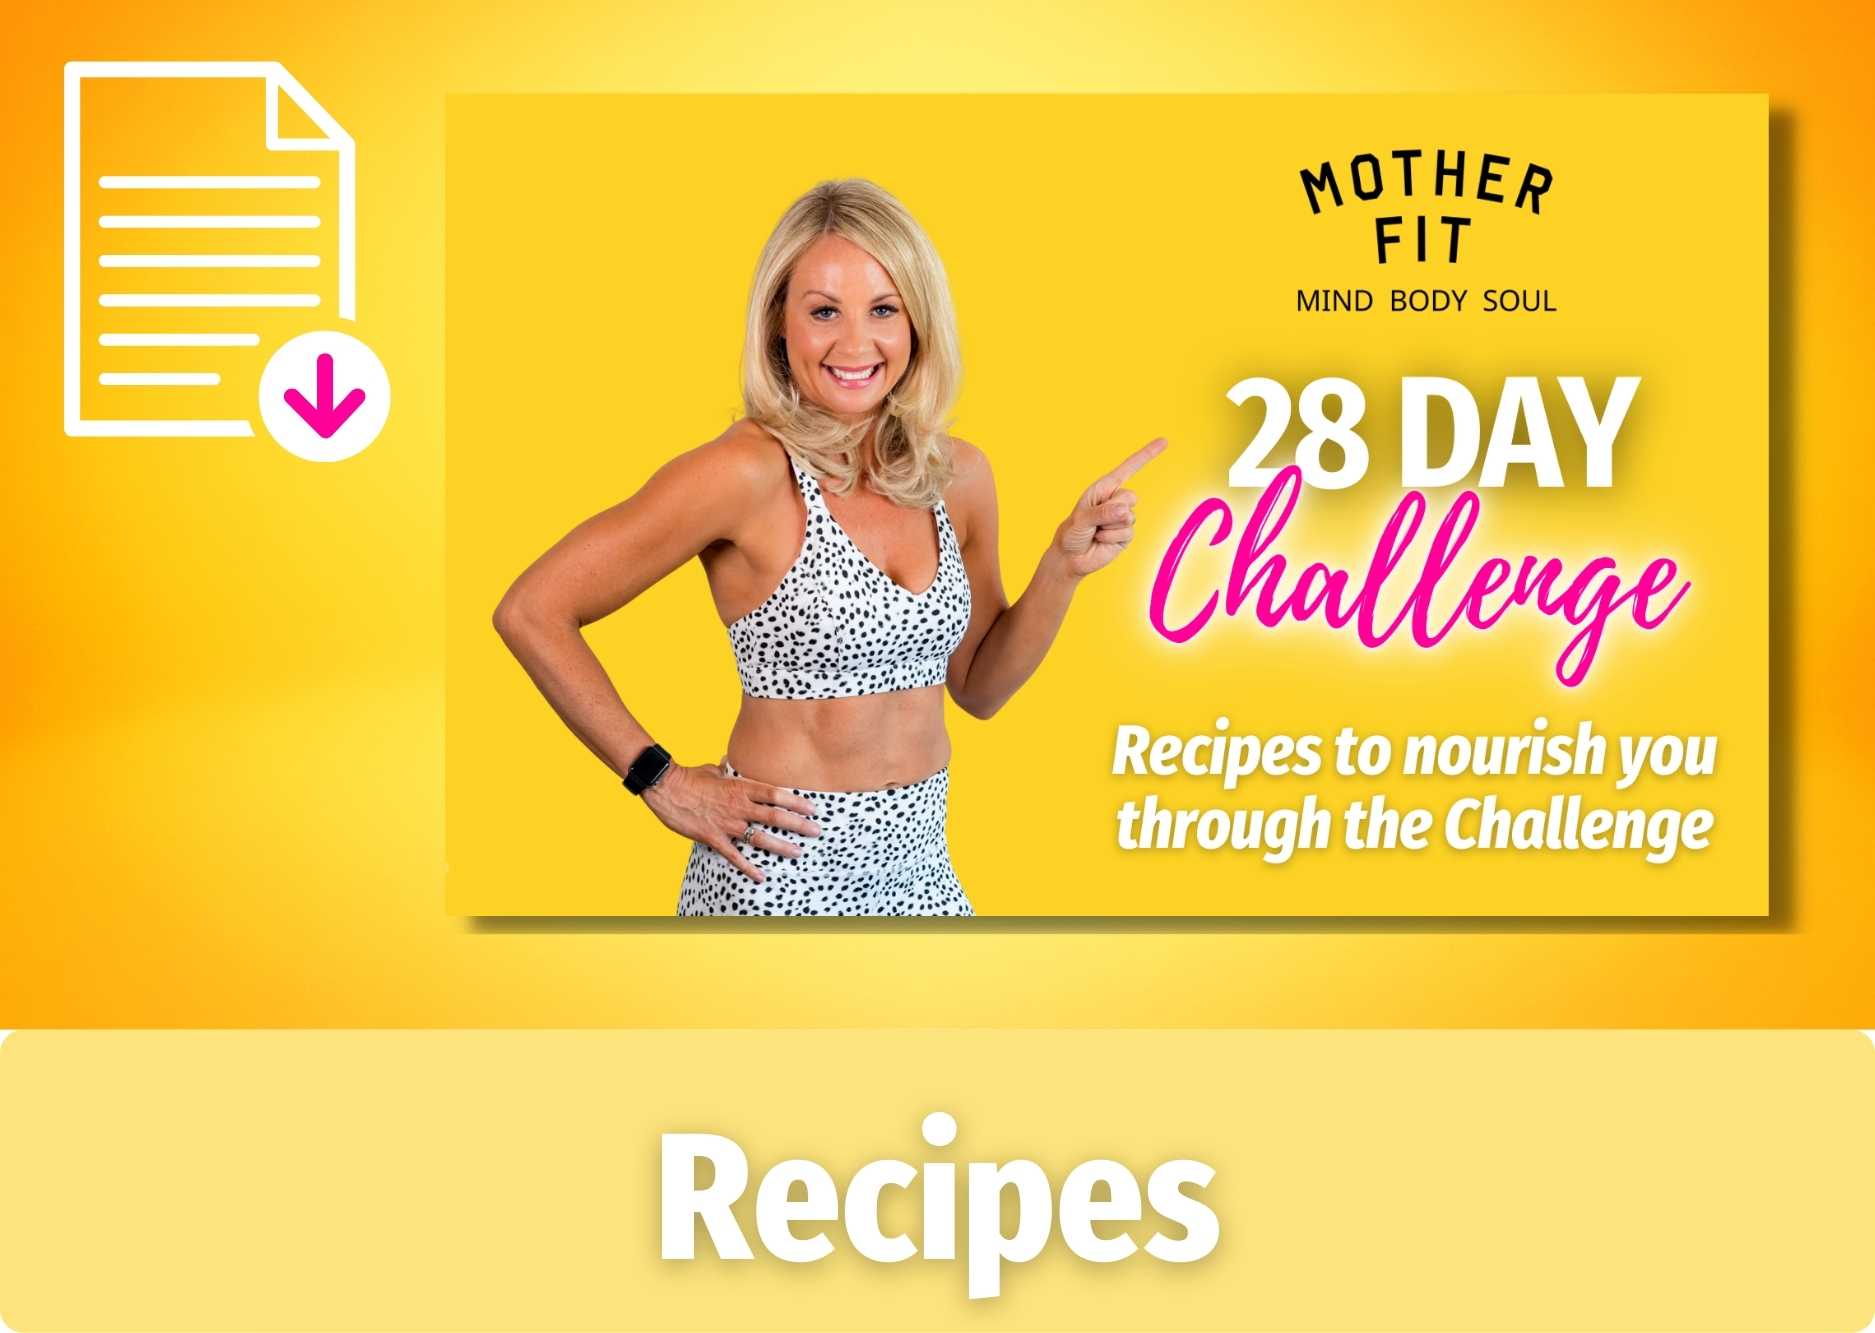 MOTHER
FIT
MIND BODY SOUL
28 DAY
Challenge
Recipes to nourish you
through the Challenge
Recipes